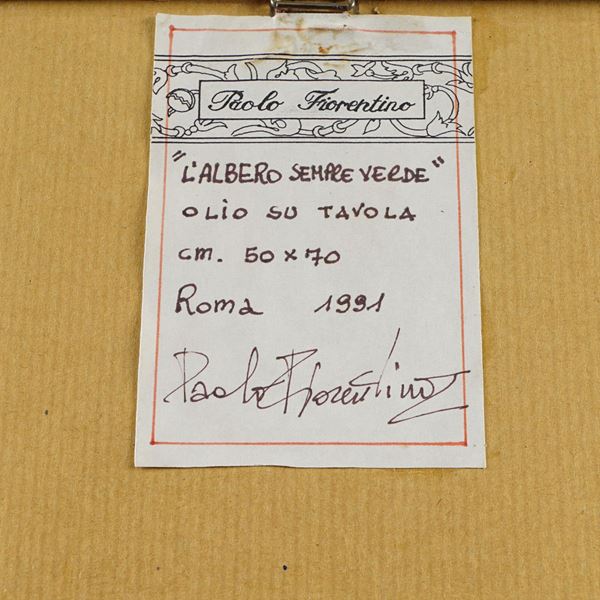 Paolo Fiorentino
"L'ALBERO SEMPRE VERDE"
OLIO SU TAVOLA
cm. 50 x 70
Roma 1991
Paolo Fiorentino